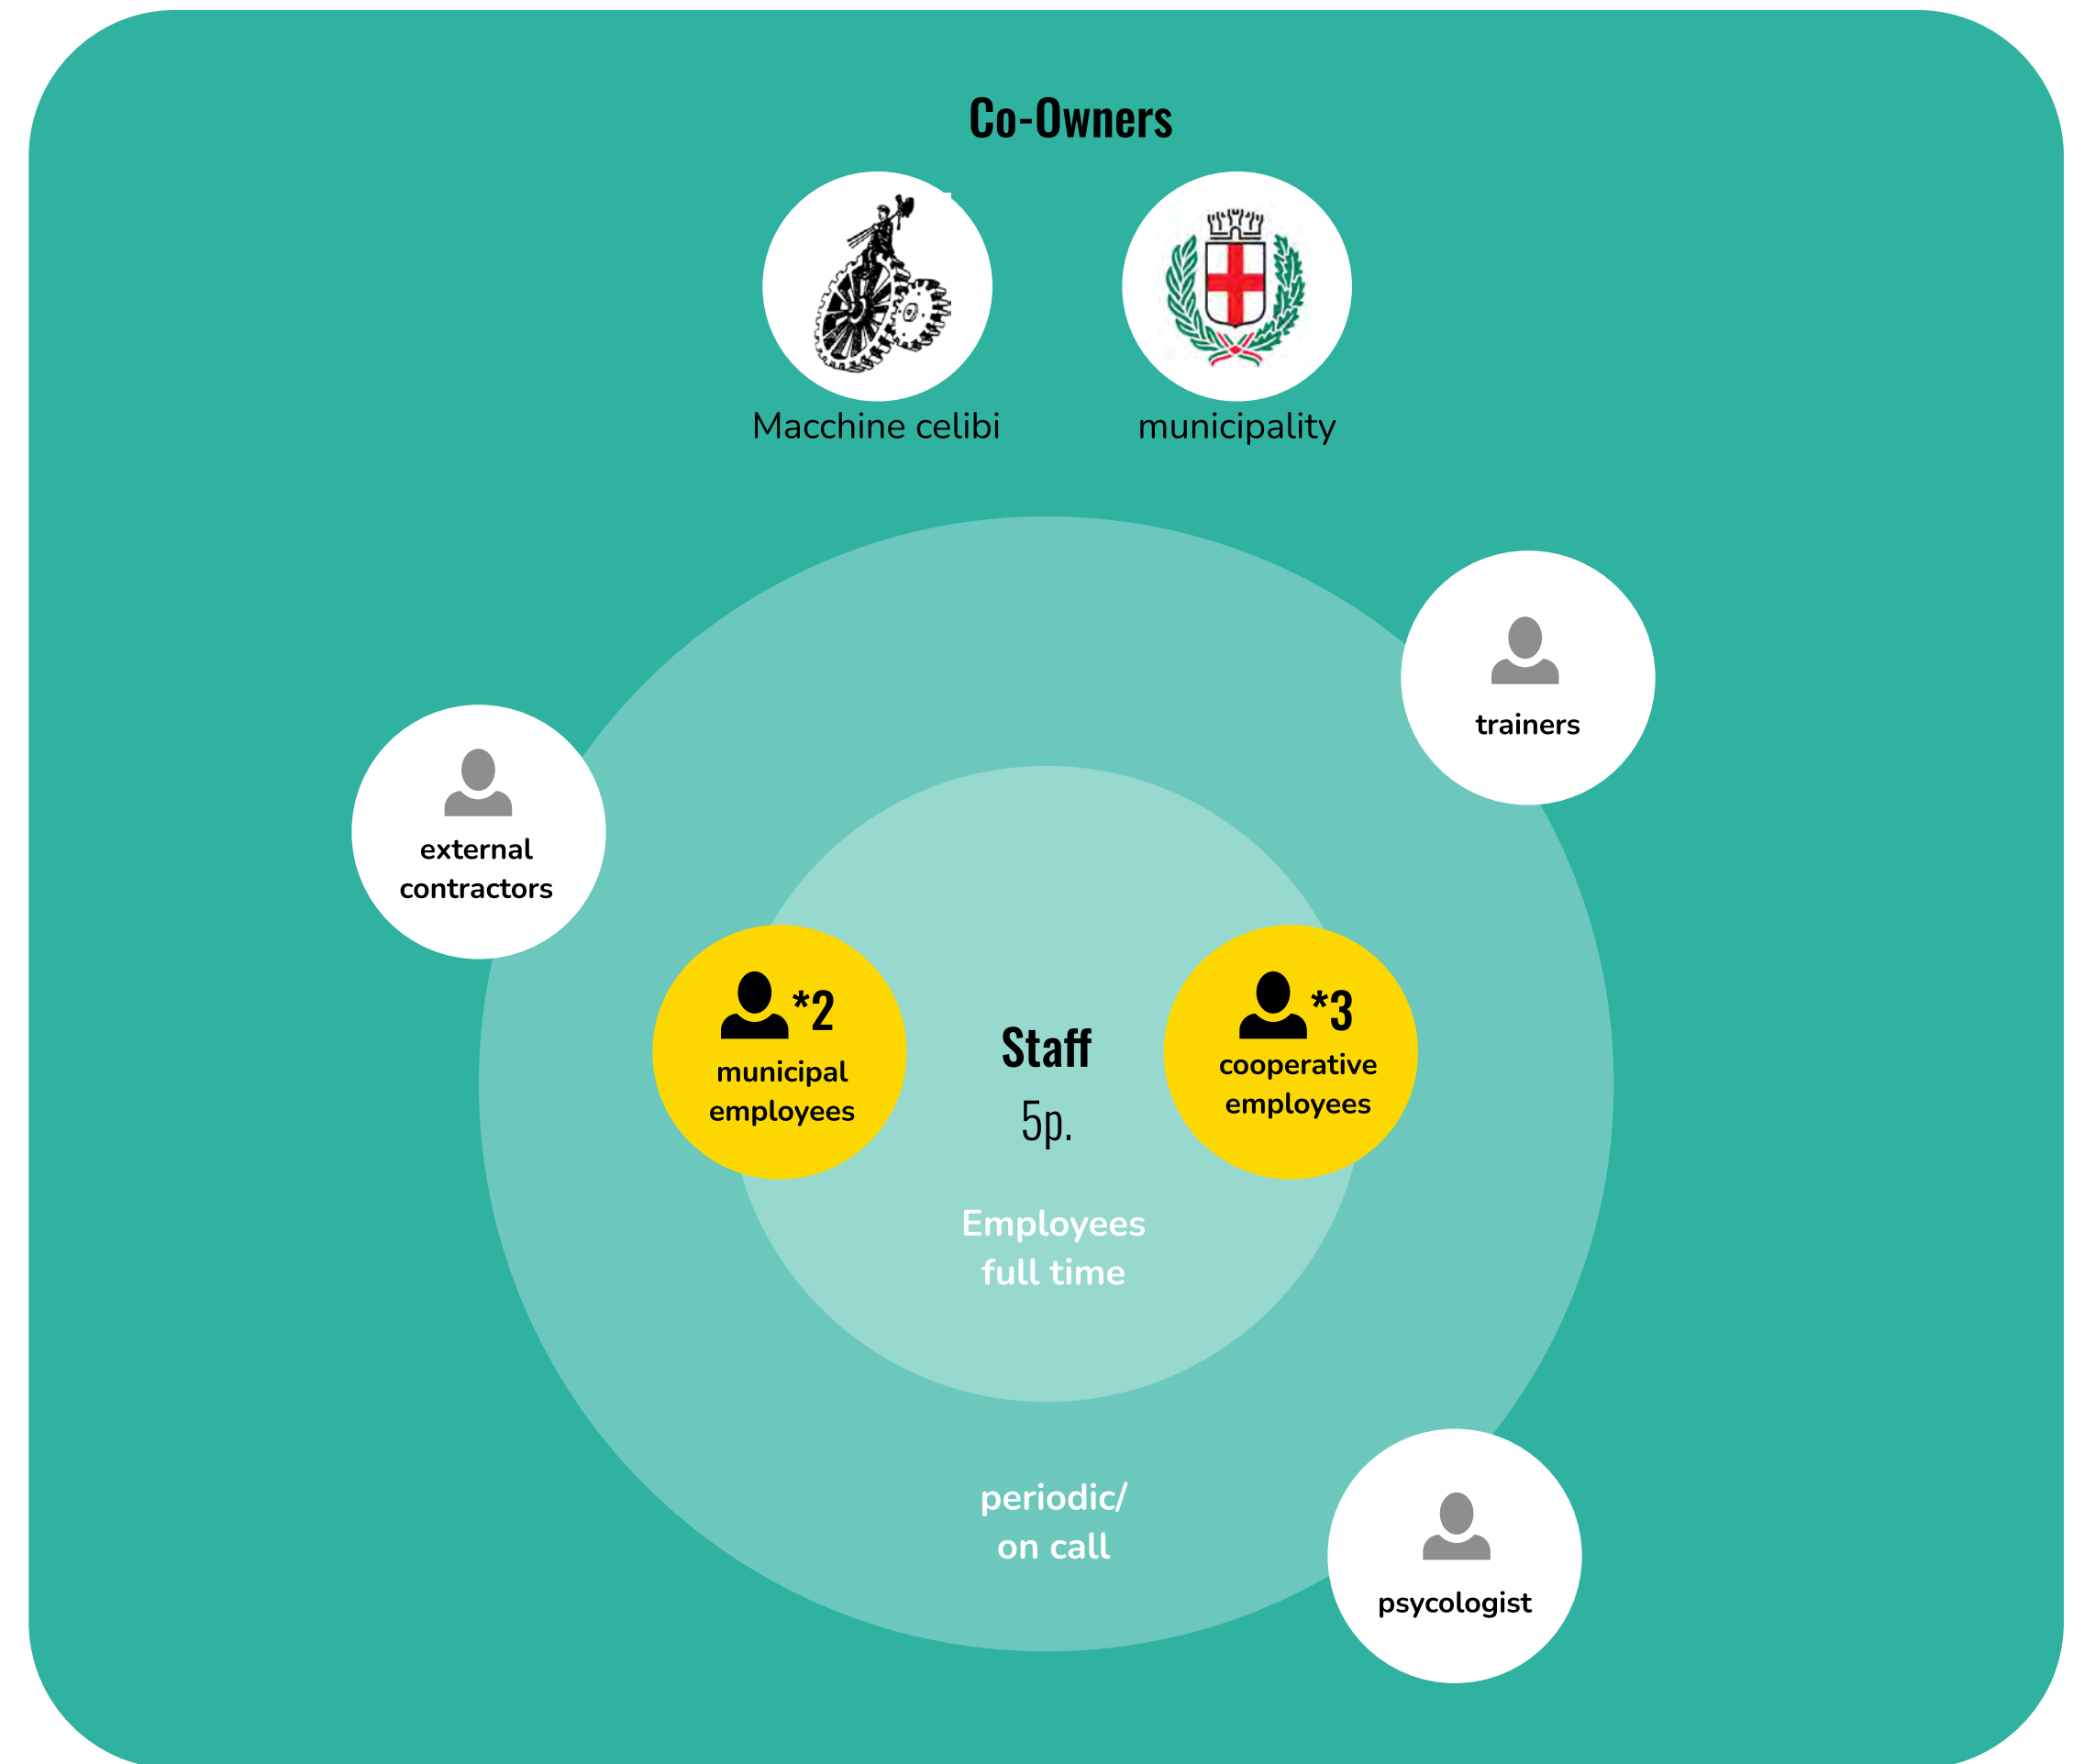 Co-Owners
Macchine celibi
municipality
trainers
external
contractors
*2
municipal
employees
Staff
5p.
*3
cooperative
employees
Employees
full time
periodic/
on call
psycologist